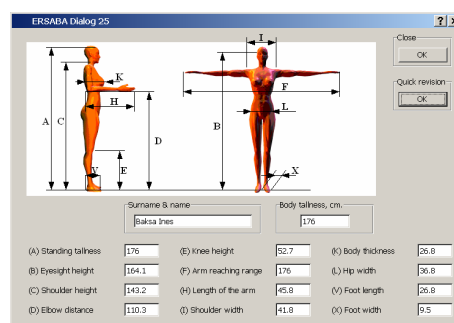 ERSABA Dialog 25
Close
OK
Quick revision
OK
I
K
H
F
L
A
C
B
D
E
V
X
Surname & name
Baksa Ines
Body tallness, cm.
176
(A) Standing tallness 176
(E) Knee height 52.7
(K) Body thickness 26.8
(B) Eyesight height 164.1
(F) Arm reaching range 176
(L) Hip width 36.8
(C) Shoulder height 143.2
(H) Length of the arm 45.8
(V) Foot length 26.8
(D) Elbow distance 110.3
(I) Shoulder width 41.8
(X) Foot width 9.5